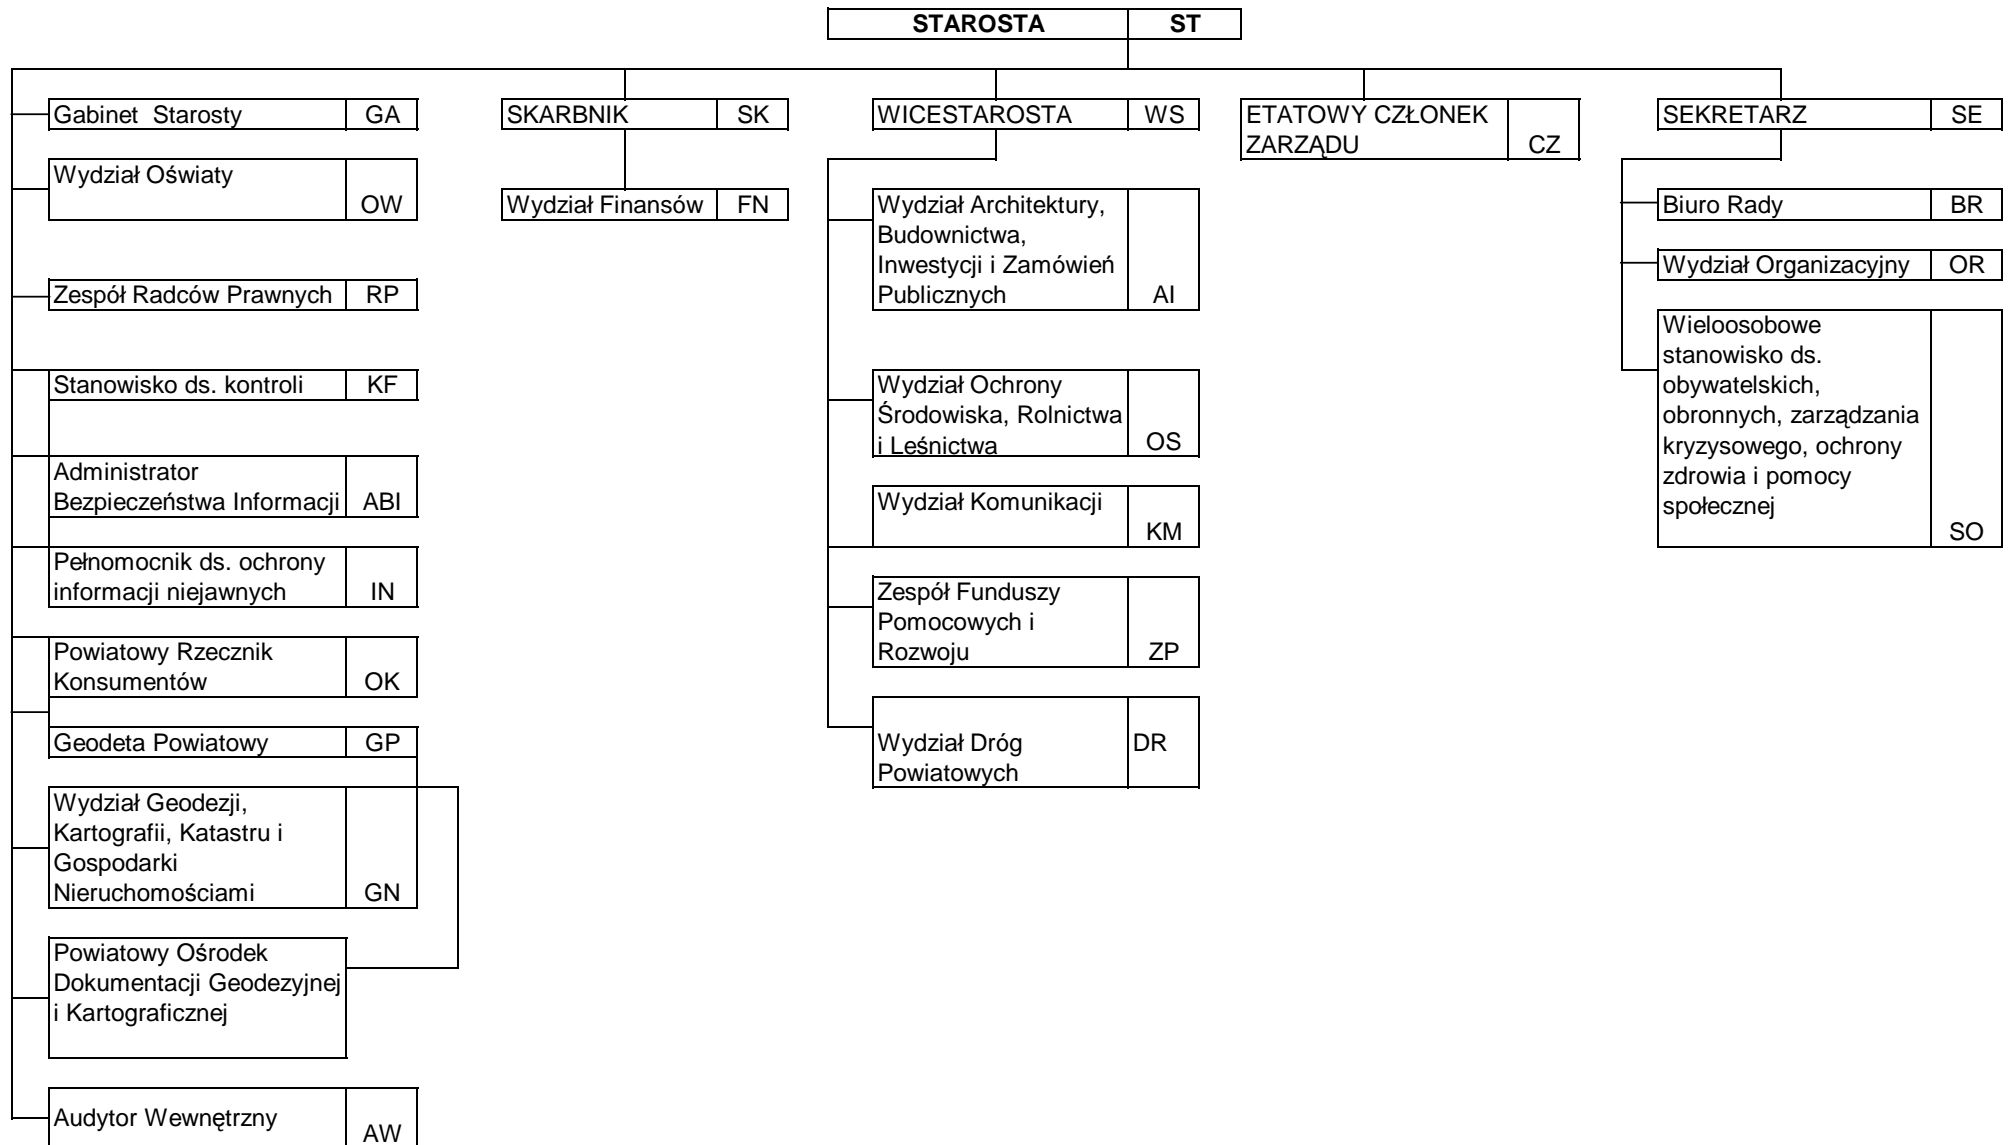 STAROSTA ST
Gabinet Starosty GA
Wydział Oświaty
OW
Zespół Radców Prawnych RP
Stanowisko ds. kontroli KF
Administrator
Bezpieczeństwa Informacji ABI
Pełnomocnik ds. ochrony
informacji niejawnych IN
Powiatowy Rzecznik
Konsumentów OK
Geodeta Powiatowy GP
Wydział Geodezji,
Kartografii, Katastru i
Gospodarki
Nieruchomościami GN
Powiatowy Ośrodek
Dokumentacji Geodezyjnej
i Kartograficznej
Audytor Wewnętrzny
AW
SKARBNIK SK
Wydział Finansów FN
WICESTAROSTA WS
Wydział Architektury,
Budownictwa,
Inwestycji i Zamówień
Publicznych AI
Wydział Ochrony
Środowiska, Rolnictwa
i Leśnictwa OS
Wydział Komunikacji
KM
Zespół Funduszy
Pomocowych i
Rozwoju ZP
Wydział Dróg DR
Powiatowych
ETATOWY CZŁONEK
ZARZĄDU CZ
SEKRETARZ SE
Biuro Rady BR
Wydział Organizacyjny OR
Wieloosobowe
stanowisko ds.
obywatelskich,
obronnych, zarządzania
kryzysowego, ochrony
zdrowia i pomocy
społecznej
SO